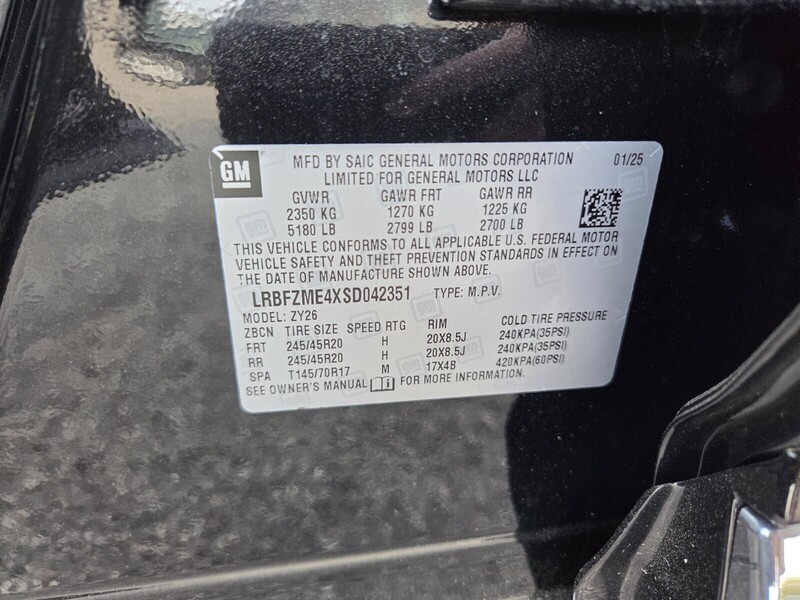 GM
MFD BY SAIC GENERAL MOTORS CORPORATION 01/25
LIMITED FOR GENERAL MOTORS LLC
GVWR GAWR FRT GAWR RR
2350 KG 1270 KG 1225 KG
5180 LB 2799 LB 2700 LB
THIS VEHICLE CONFORMS TO ALL APPLICABLE U.S. FEDERAL MOTOR
VEHICLE SAFETY AND THEFT PREVENTION STANDARDS IN EFFECT ON
THE DATE OF MANUFACTURE SHOWN ABOVE.
LRBFZME4XSD042351 TYPE: M.P.V.
MODEL: ZY26
ZBCN TIRE SIZE SPEED RTG RIM COLD TIRE PRESSURE
FRT 245/45R20 H 20X8.5J 240KPA(35PSI)
RR 245/45R20 H 20X8.5J 240KPA(35PSI)
SPA T145/70R17 M 17X4B 420KPA(60PSI)
SEE OWNER'S MANUAL FOR MORE INFORMATION.